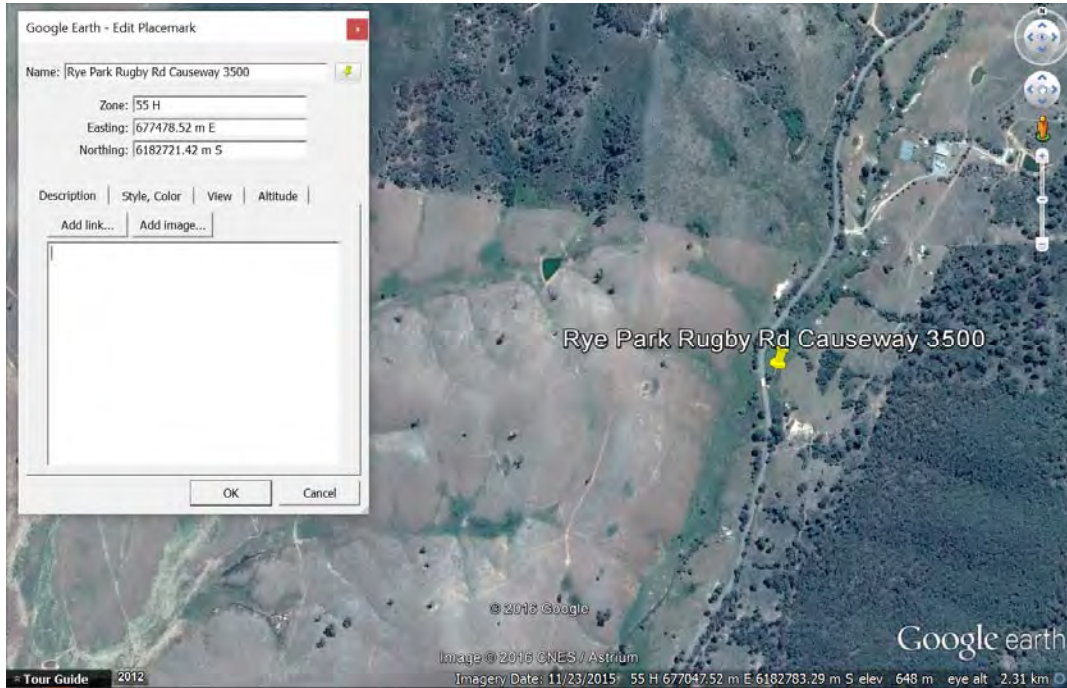 Google Earth - Edit Placemark
x
Name: Rye Park Rugby Rd Causeway 3500
Zone: 55 H
Easting: 677478.52 m E
Northing: 6182721.42 m S
Description
Style, Color
View
Altitude
Add link...
Add image...
OK
Cancel
N
Rye Park Rugby Rd Causeway 3500
© 2016 Google
Image © 2016 CNES / Astrium
Google earth
Tour Guide
2012
Imagery Date: 11/23/2015 55 H 677047.52 m E 6182783.29 m S elev 648 m eye alt 2.31 km